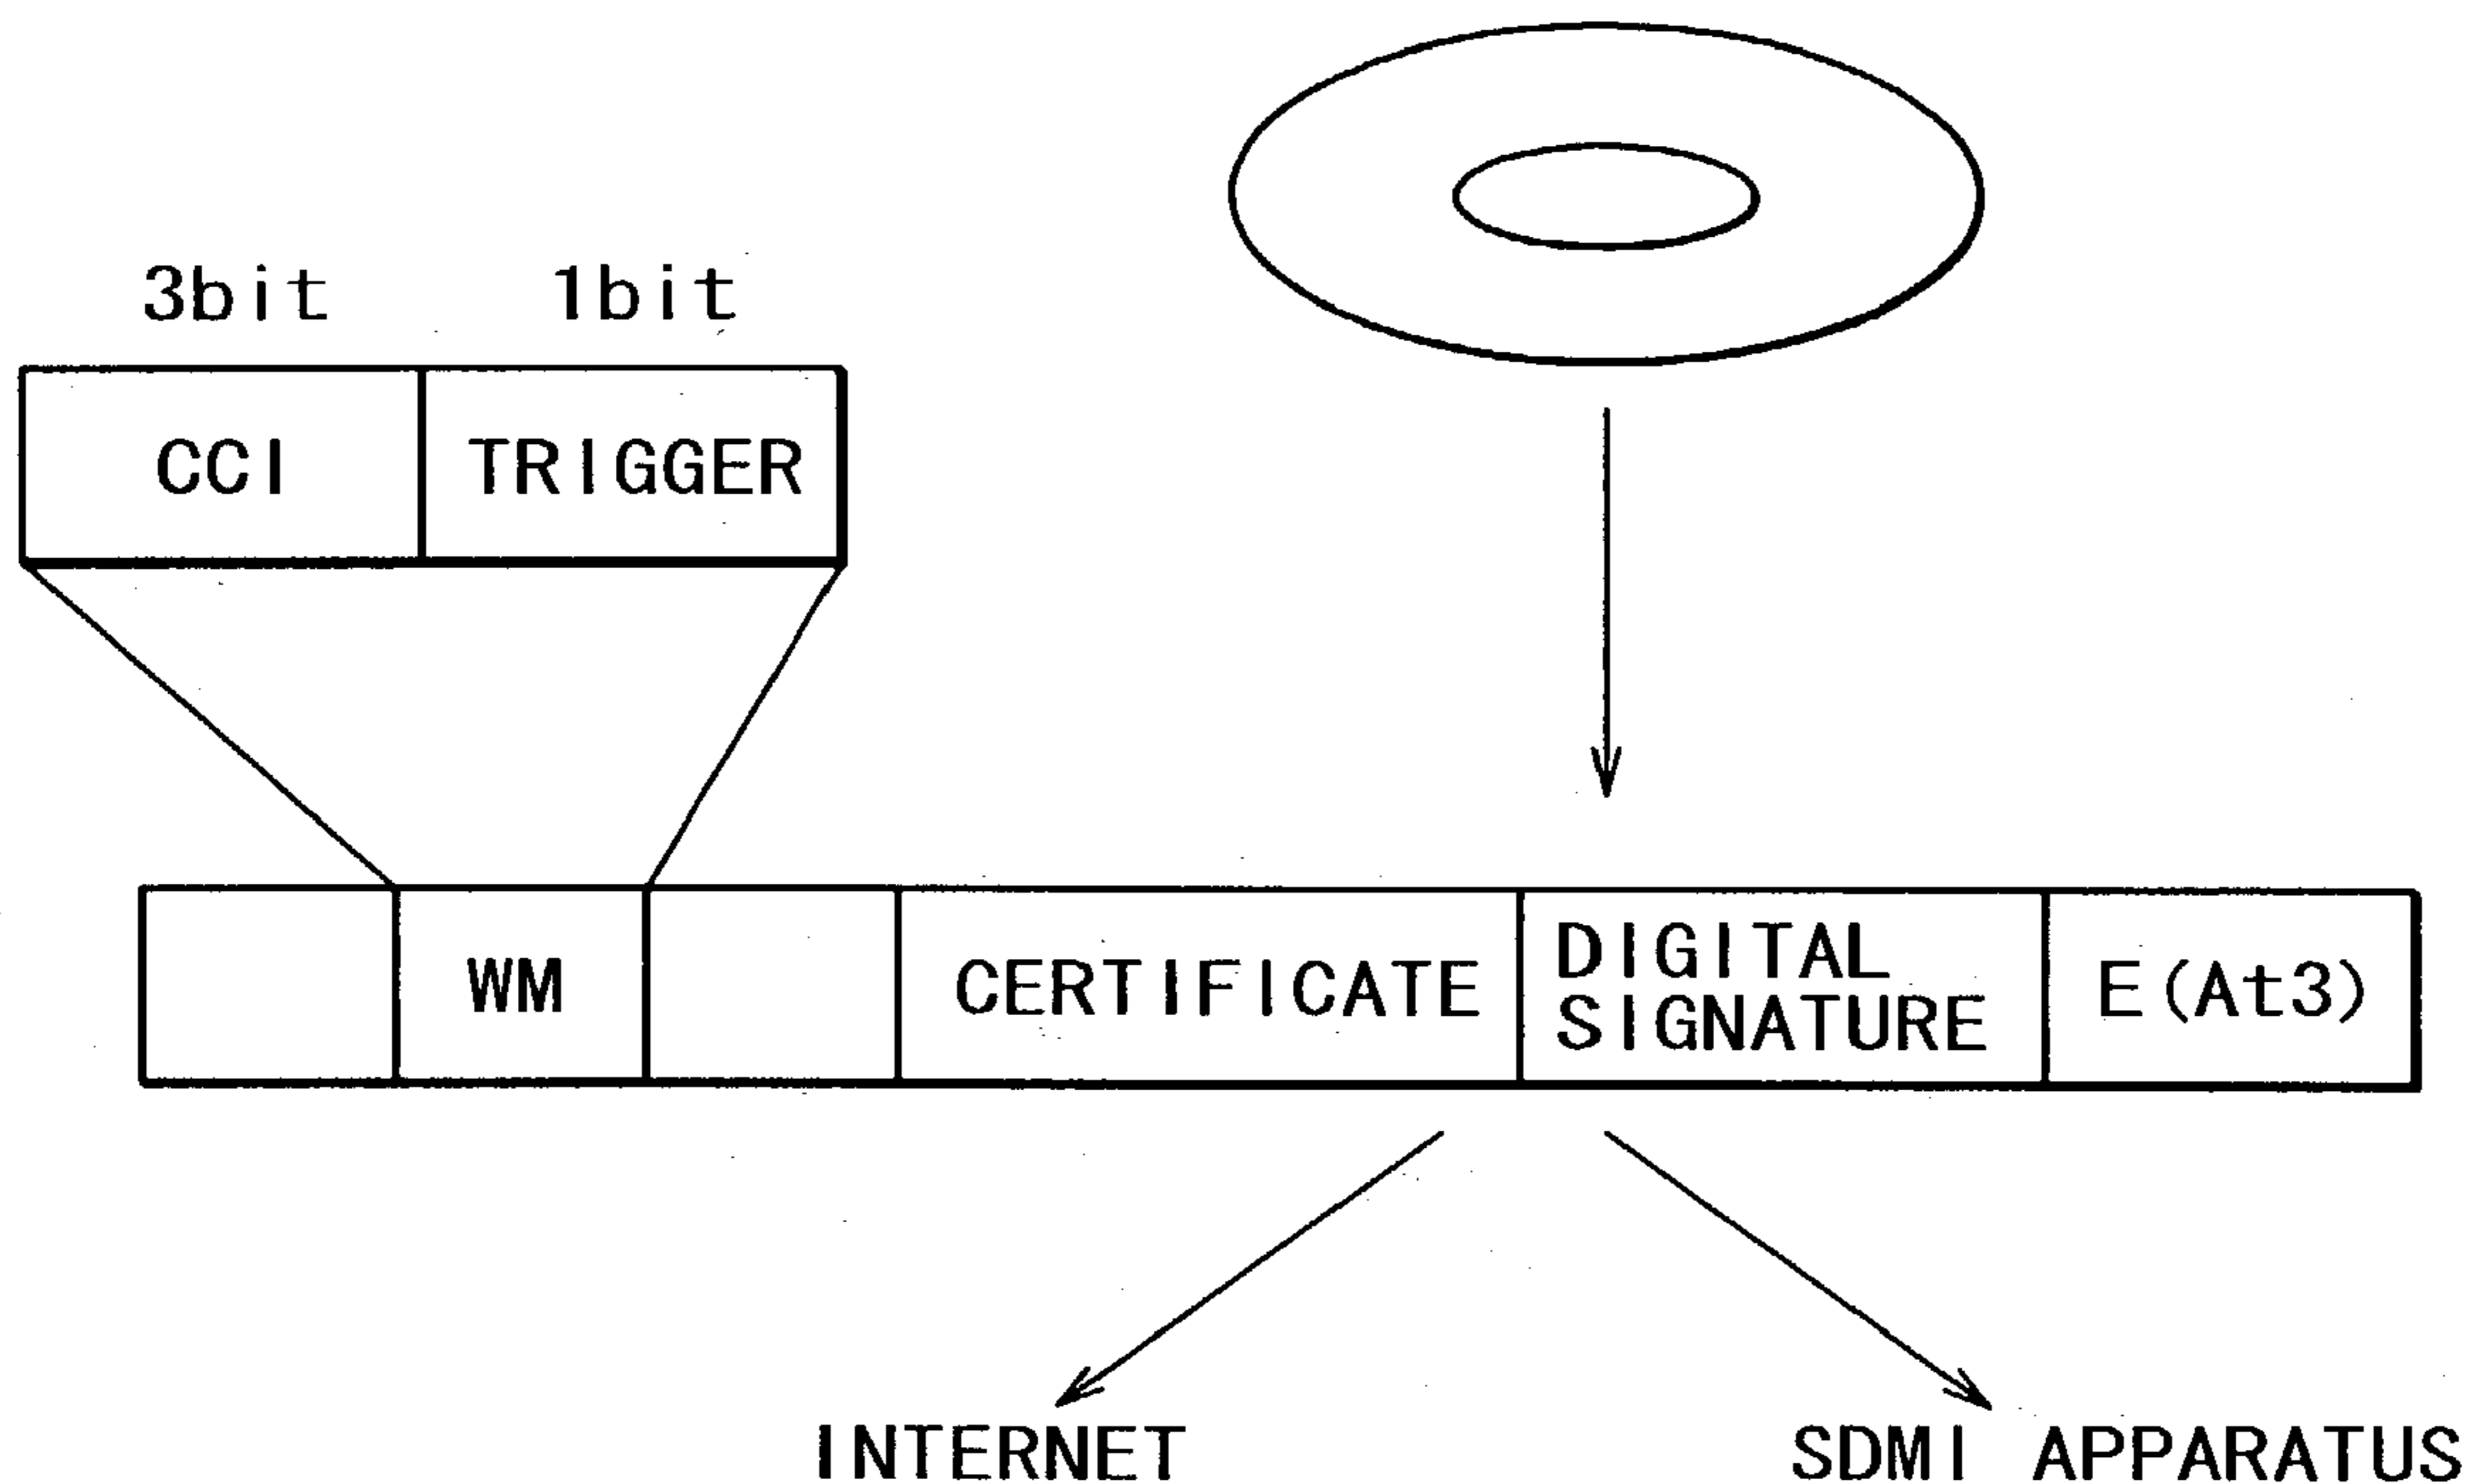 3bit 1bit
CCI TRIGGER
WM CERTIFICATE DIGITAL SIGNATURE E(At3)
INTERNET SDMI APPARATUS